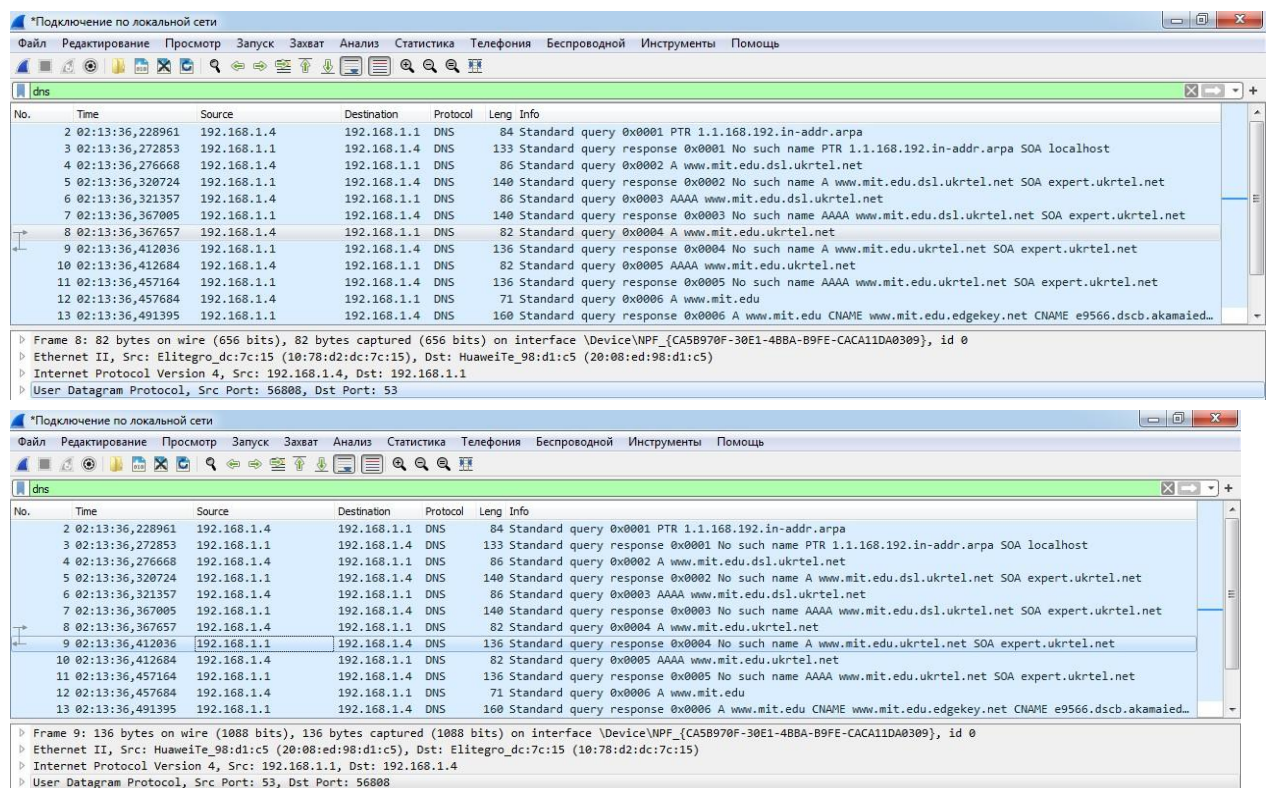 *Подключение по локальной сети
Файл Редактирование Просмотр Запуск Захват Анализ Статистика Телефония Беспроводной Инструменты Помощь
dns
No. Time Source Destination Protocol Leng Info
2 02:13:36,228961 192.168.1.4 192.168.1.1 DNS 84 Standard query 0x0001 PTR 1.1.168.192.in-addr.arpa
3 02:13:36,272853 192.168.1.1 192.168.1.4 DNS 133 Standard query response 0x0001 No such name PTR 1.1.168.192.in-addr.arpa SOA localhost
4 02:13:36,276668 192.168.1.4 192.168.1.1 DNS 86 Standard query 0x0002 A www.mit.edu.dsl.ukrtel.net
5 02:13:36,320724 192.168.1.1 192.168.1.4 DNS 140 Standard query response 0x0002 No such name A www.mit.edu.dsl.ukrtel.net SOA expert.ukrtel.net
6 02:13:36,321357 192.168.1.4 192.168.1.1 DNS 86 Standard query 0x0003 AAAA www.mit.edu.dsl.ukrtel.net
7 02:13:36,367005 192.168.1.1 192.168.1.4 DNS 140 Standard query response 0x0003 No such name AAAA www.mit.edu.dsl.ukrtel.net SOA expert.ukrtel.net
8 02:13:36,367657 192.168.1.4 192.168.1.1 DNS 82 Standard query 0x0004 A www.mit.edu.ukrtel.net
9 02:13:36,412036 192.168.1.1 192.168.1.4 DNS 136 Standard query response 0x0004 No such name A www.mit.edu.ukrtel.net SOA expert.ukrtel.net
10 02:13:36,412684 192.168.1.4 192.168.1.1 DNS 82 Standard query 0x0005 AAAA www.mit.edu.ukrtel.net
11 02:13:36,457164 192.168.1.1 192.168.1.4 DNS 136 Standard query response 0x0005 No such name AAAA www.mit.edu.ukrtel.net SOA expert.ukrtel.net
12 02:13:36,457684 192.168.1.4 192.168.1.1 DNS 71 Standard query 0x0006 A www.mit.edu
13 02:13:36,491395 192.168.1.1 192.168.1.4 DNS 160 Standard query response 0x0006 A www.mit.edu CNAME www.mit.edu.edgekey.net CNAME e9566.dscb.akamaied…
Frame 8: 82 bytes on wire (656 bits), 82 bytes captured (656 bits) on interface \Device\NPF_{CA5B970F-30E1-4BBA-B9FE-CACA11DA0309}, id 0
Ethernet II, Src: Elitegro_dc:7c:15 (10:78:d2:dc:7c:15), Dst: HuaweiTe_98:d1:c5 (20:08:ed:98:d1:c5)
Internet Protocol Version 4, Src: 192.168.1.4, Dst: 192.168.1.1
User Datagram Protocol, Src Port: 56808, Dst Port: 53
*Подключение по локальной сети
Файл Редактирование Просмотр Запуск Захват Анализ Статистика Телефония Беспроводной Инструменты Помощь
dns
No. Time Source Destination Protocol Leng Info
2 02:13:36,228961 192.168.1.4 192.168.1.1 DNS 84 Standard query 0x0001 PTR 1.1.168.192.in-addr.arpa
3 02:13:36,272853 192.168.1.1 192.168.1.4 DNS 133 Standard query response 0x0001 No such name PTR 1.1.168.192.in-addr.arpa SOA localhost
4 02:13:36,276668 192.168.1.4 192.168.1.1 DNS 86 Standard query 0x0002 A www.mit.edu.dsl.ukrtel.net
5 02:13:36,320724 192.168.1.1 192.168.1.4 DNS 140 Standard query response 0x0002 No such name A www.mit.edu.dsl.ukrtel.net SOA expert.ukrtel.net
6 02:13:36,321357 192.168.1.4 192.168.1.1 DNS 86 Standard query 0x0003 AAAA www.mit.edu.dsl.ukrtel.net
7 02:13:36,367005 192.168.1.1 192.168.1.4 DNS 140 Standard query response 0x0003 No such name AAAA www.mit.edu.dsl.ukrtel.net SOA expert.ukrtel.net
8 02:13:36,367657 192.168.1.4 192.168.1.1 DNS 82 Standard query 0x0004 A www.mit.edu.ukrtel.net
9 02:13:36,412036 192.168.1.1 192.168.1.4 DNS 136 Standard query response 0x0004 No such name A www.mit.edu.ukrtel.net SOA expert.ukrtel.net
10 02:13:36,412684 192.168.1.4 192.168.1.1 DNS 82 Standard query 0x0005 AAAA www.mit.edu.ukrtel.net
11 02:13:36,457164 192.168.1.1 192.168.1.4 DNS 136 Standard query response 0x0005 No such name AAAA www.mit.edu.ukrtel.net SOA expert.ukrtel.net
12 02:13:36,457684 192.168.1.4 192.168.1.1 DNS 71 Standard query 0x0006 A www.mit.edu
13 02:13:36,491395 192.168.1.1 192.168.1.4 DNS 160 Standard query response 0x0006 A www.mit.edu CNAME www.mit.edu.edgekey.net CNAME e9566.dscb.akamaied…
Frame 9: 136 bytes on wire (1088 bits), 136 bytes captured (1088 bits) on interface \Device\NPF_{CA5B970F-30E1-4BBA-B9FE-CACA11DA0309}, id 0
Ethernet II, Src: HuaweiTe_98:d1:c5 (20:08:ed:98:d1:c5), Dst: Elitegro_dc:7c:15 (10:78:d2:dc:7c:15)
Internet Protocol Version 4, Src: 192.168.1.1, Dst: 192.168.1.4
User Datagram Protocol, Src Port: 53, Dst Port: 56808